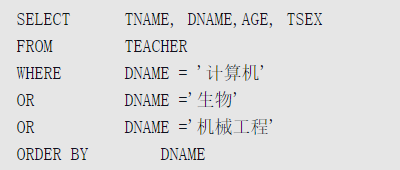 SELECT TNAME, DNAME,AGE, TSEX
FROM TEACHER
WHERE DNAME = '计算机'
OR DNAME ='生物'
OR DNAME ='机械工程'
ORDER BY DNAME